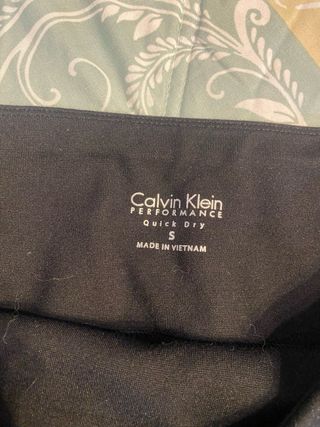 Calvin Klein
PERFORMANCE
Quick Dry
S
MADE IN VIETNAM